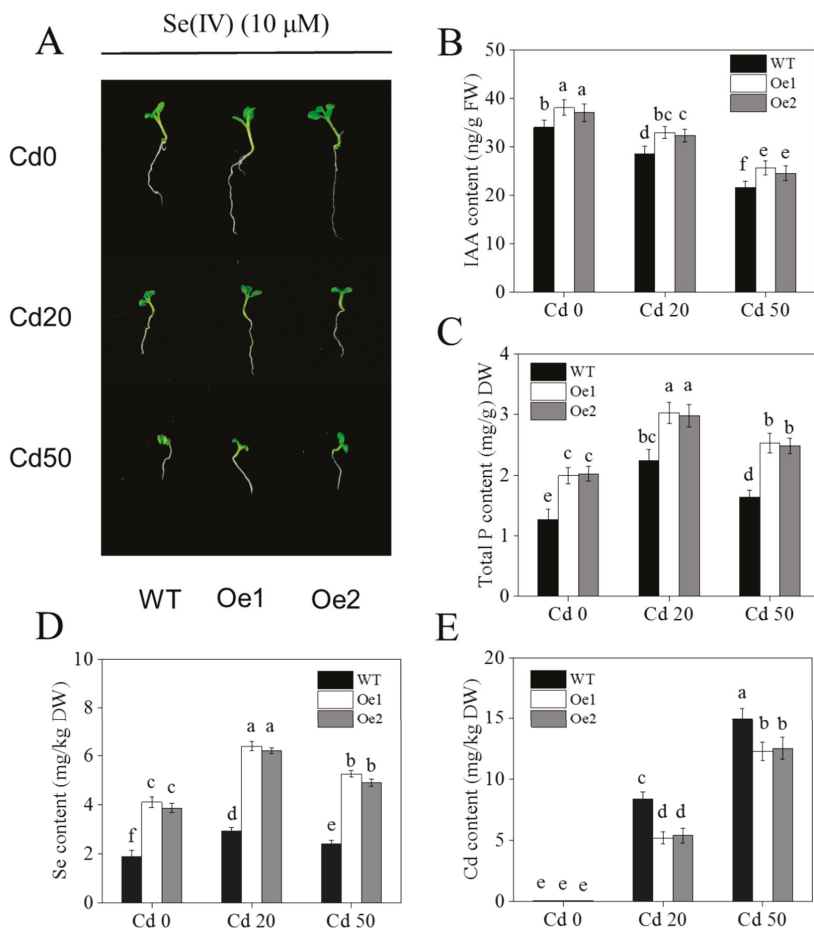 A
Se(IV) (10 μM)
Cd0
Cd20
Cd50
WT Oe1 Oe2
B
IAA content (ng/g FW)
50
40
30
20
10
0
WT
Oe1
Oe2
b a a
d bc c
f e e
Cd 0 Cd 20 Cd 50
C
Total P content (mg/g) DW
4
3
2
1
0
WT
Oe1
Oe2
e c c
bc a a
d b b
Cd 0 Cd 20 Cd 50
D
Se content (mg/kg DW)
10
8
6
4
2
0
WT
Oe1
Oe2
f c c
d a a
e b b
Cd 0 Cd 20 Cd 50
E
Cd content (mg/kg DW)
20
15
10
5
0
WT
Oe1
Oe2
e e e
c d d
a b b
Cd 0 Cd 20 Cd 50